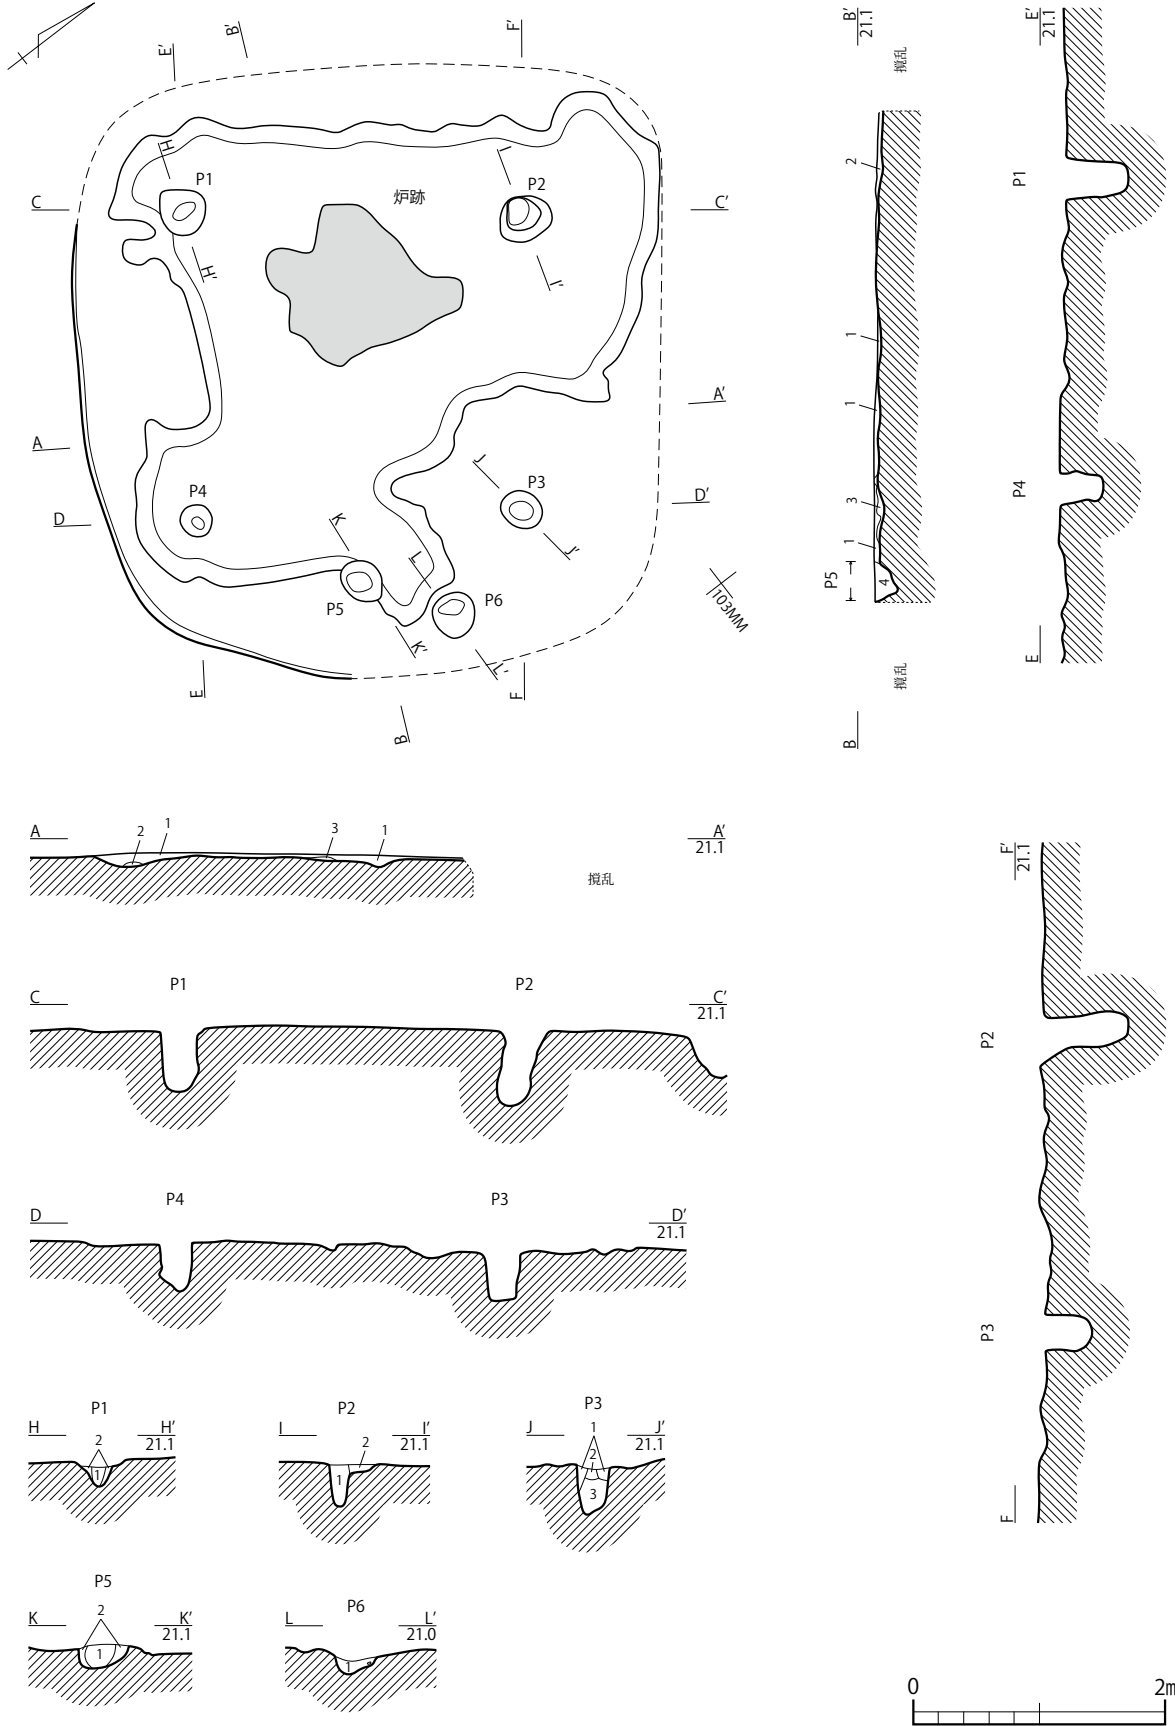 E'
B'
F'
H
P1
I
P2
炉跡
C
C'
H'
I'
A
A'
J
P3
P4
D
D'
K
L
J'
P5
P6
K'
L'
103MM
E
F
B
B'
21.1
撹乱
2
1
1
3
1
P5
4
撹乱
B
E'
21.1
P1
P4
E
A
2
1
3
1
A'
21.1
撹乱
C
P1
P2
C'
21.1
D
P4
P3
D'
21.1
F'
21.1
P2
P3
F
P1
H
H'
21.1
2
1
P2
I
I'
21.1
2
1
P3
J
J'
21.1
1
2
3
P5
K
K'
21.1
2
1
P6
L
L'
21.0
1
0
2m